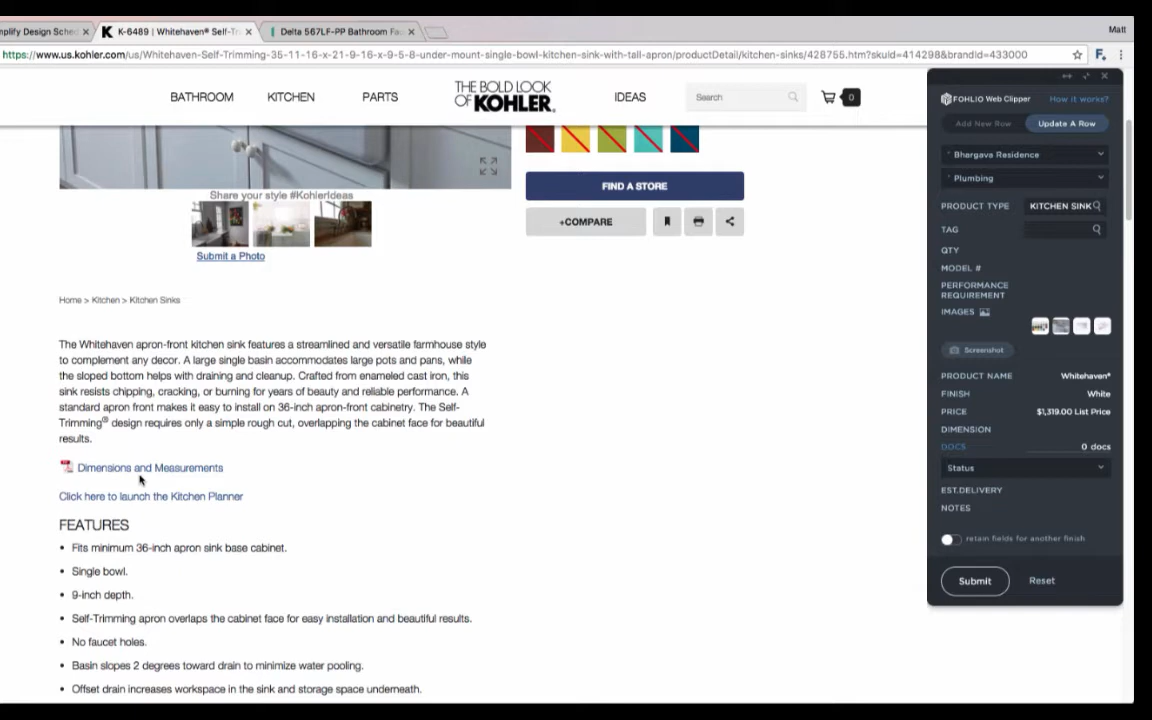 mplify Design Sched
K-6489 | Whitehaven® Self-Tri
Delta 567LF-PP Bathroom Fau
Matt
https://www.us.kohler.com/us/Whitehaven-Self-Trimming-35-11-16-x-21-9-16-x-9-5-8-under-mount-single-bowl-kitchen-sink-with-tall-apron/productDetail/kitchen-sinks/428755.htm?skuId=414298&brandId=433000
BATHROOM
KITCHEN
PARTS
THE BOLD LOOK
OF KOHLER®
IDEAS
Search
0
Share your style #KohlerIdeas
Submit a Photo
FIND A STORE
+COMPARE
Home > Kitchen > Kitchen Sinks
The Whitehaven apron-front kitchen sink features a streamlined and versatile farmhouse style
to complement any decor. A large single basin accommodates large pots and pans, while
the sloped bottom helps with draining and cleanup. Crafted from enameled cast iron, this
sink resists chipping, cracking, or burning for years of beauty and reliable performance. A
standard apron front makes it easy to install on 36-inch apron-front cabinetry. The Self-
Trimming® design requires only a simple rough cut, overlapping the cabinet face for beautiful
results.
Dimensions and Measurements
Click here to launch the Kitchen Planner
FEATURES
• Fits minimum 36-inch apron sink base cabinet.
• Single bowl.
• 9-inch depth.
• Self-Trimming apron overlaps the cabinet face for easy installation and beautiful results.
• No faucet holes.
• Basin slopes 2 degrees toward drain to minimize water pooling.
• Offset drain increases workspace in the sink and storage space underneath.
FOHLIO Web Clipper
How it works?
Add New Row
Update A Row
* Bhargava Residence
* Plumbing
PRODUCT TYPE KITCHEN SINK
TAG
QTY
MODEL #
PERFORMANCE
REQUIREMENT
IMAGES
Screenshot
PRODUCT NAME Whitehaven®
FINISH White
PRICE $1,319.00 List Price
DIMENSION
DOCS 0 docs
Status
EST.DELIVERY
NOTES
retain fields for another finish
Submit
Reset